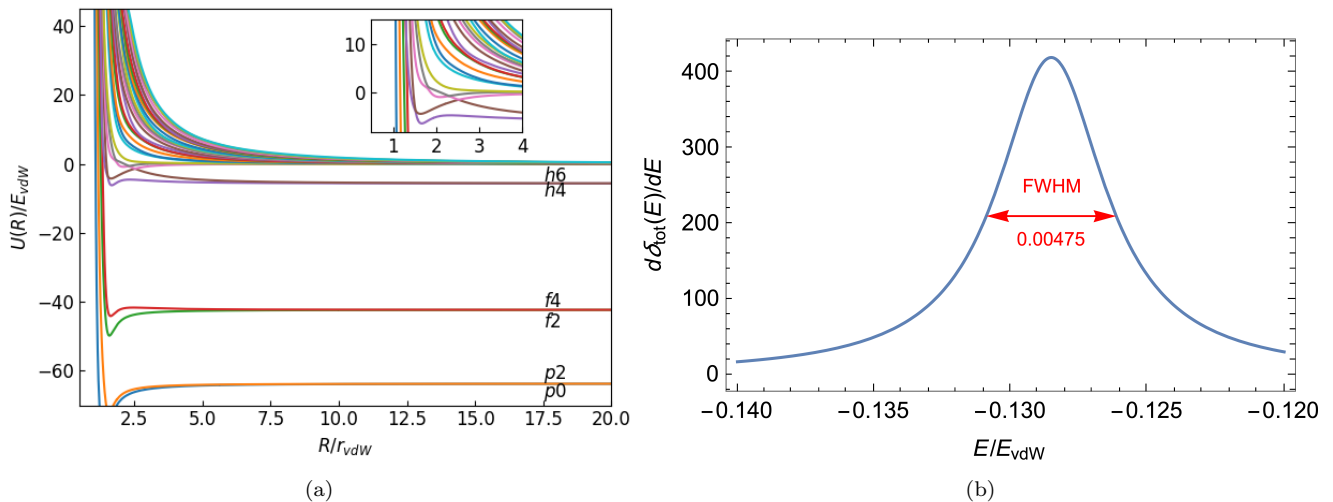 40
20
0
−20
−40
−60
U(R)/E_vdW
10
0
1
2
3
4
h6
h4
f4
f2
p2
p0
2.5
5.0
7.5
10.0
12.5
15.0
17.5
20.0
R/r_vdW
(a)
400
300
200
100
0
dδ_tot(E)/dE
FWHM
0.00475
−0.140
−0.135
−0.130
−0.125
−0.120
E/E_vdW
(b)